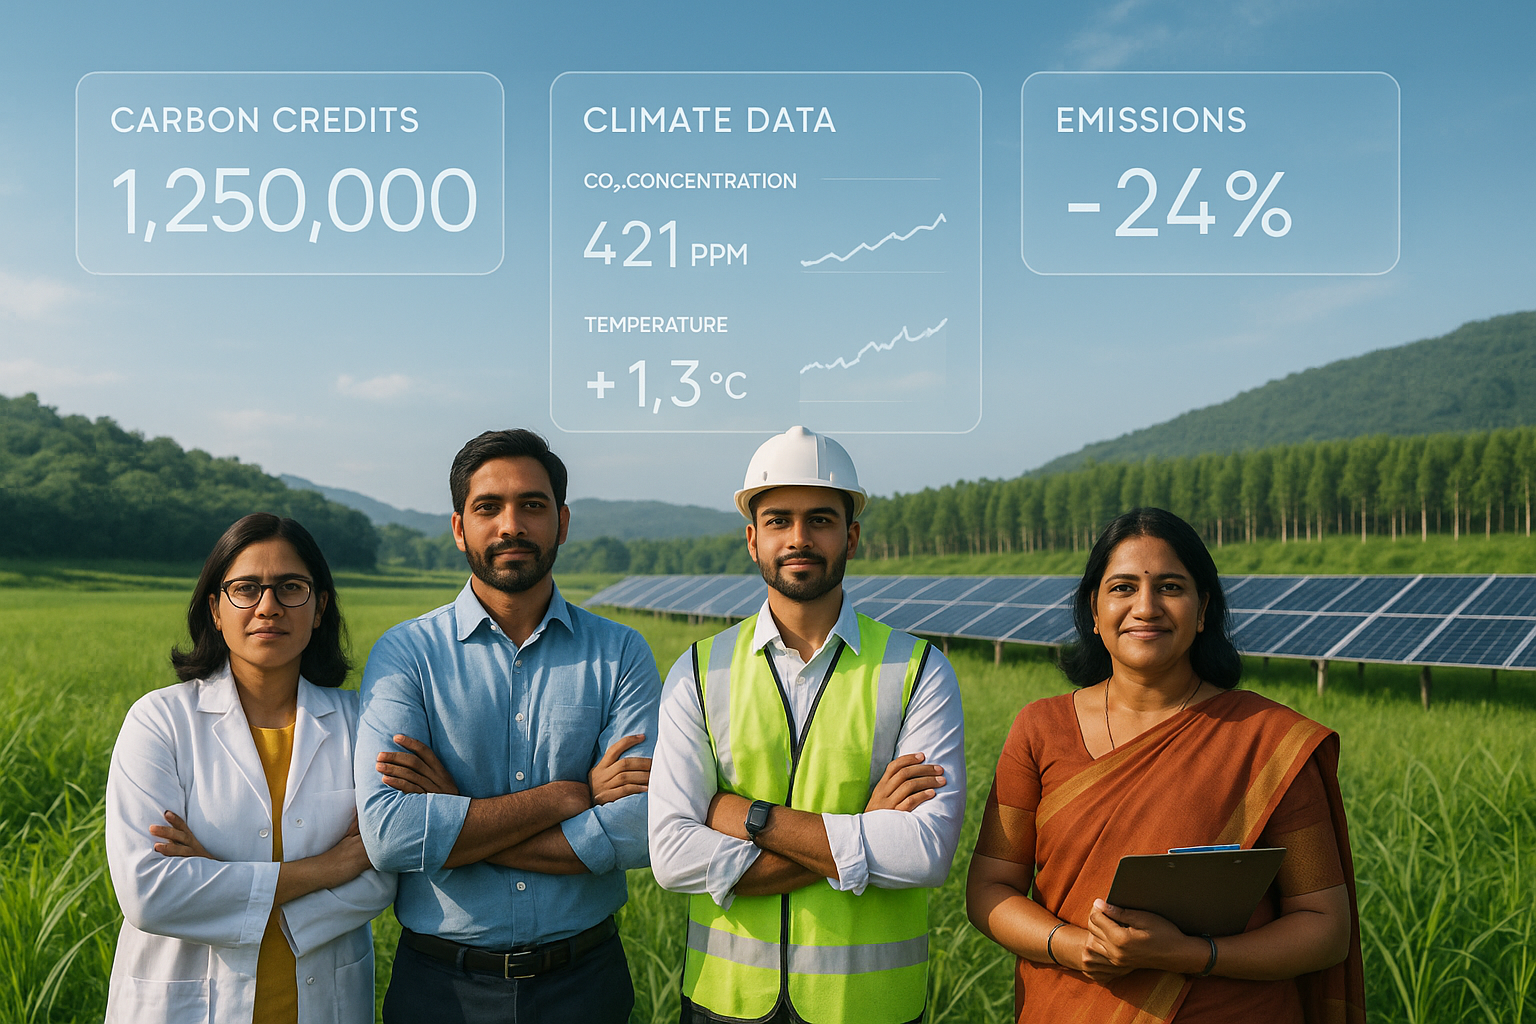 CARBON CREDITS
1,250,000
CLIMATE DATA
CO₂.CONCENTRATION
421 PPM
TEMPERATURE
+1,3 °C
EMISSIONS
-24%